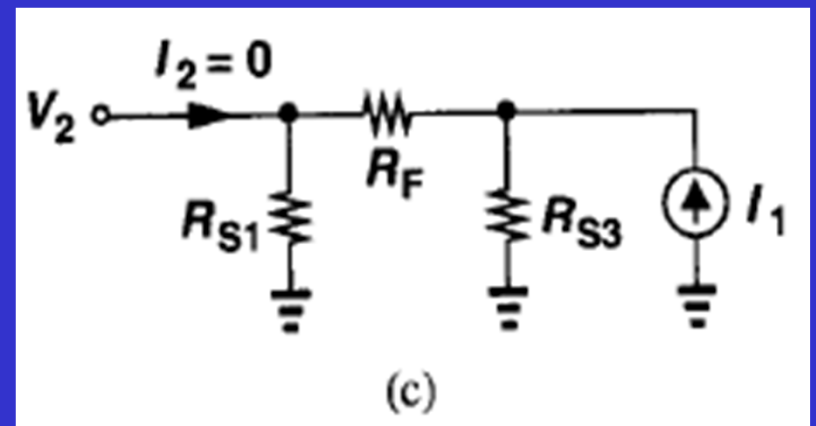 I2 = 0
V2
RF
RS1
RS3
I1
(c)